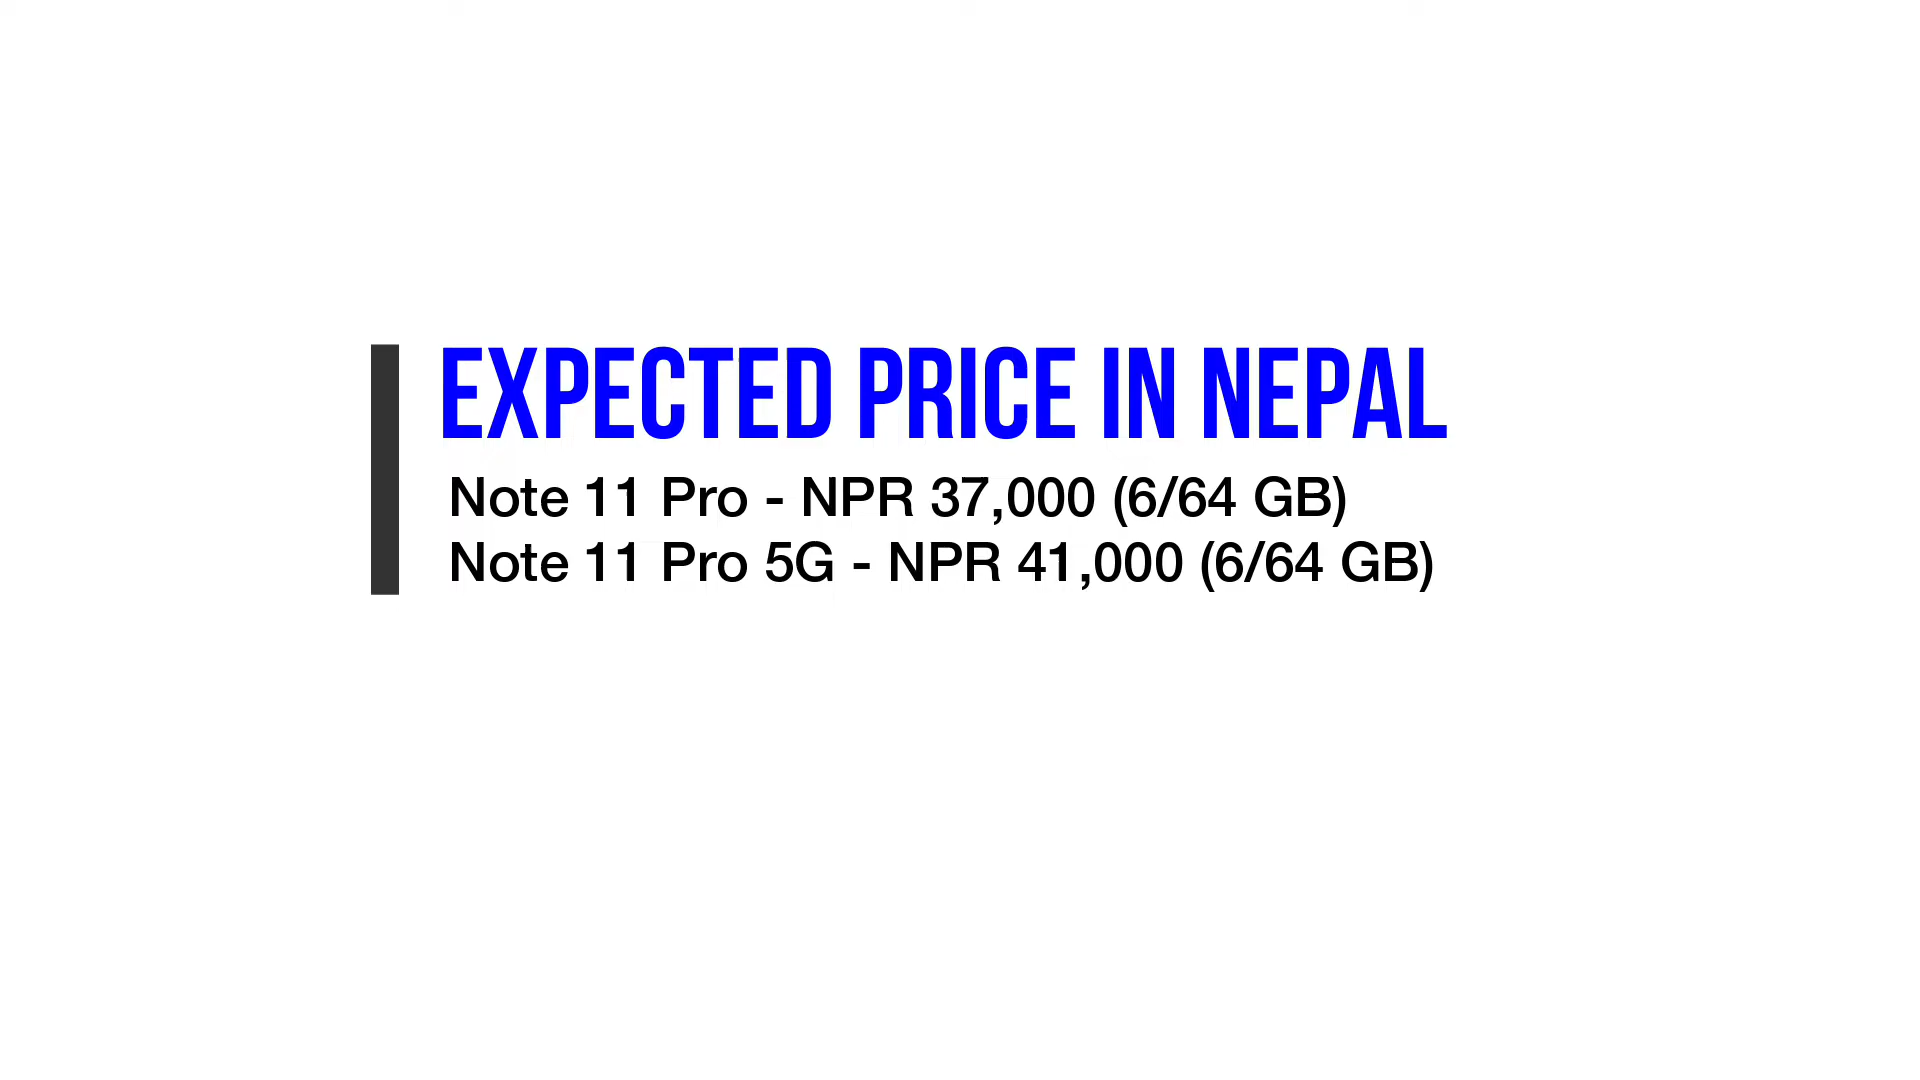 EXPECTED PRICE IN NEPAL
Note 11 Pro - NPR 37,000 (6/64 GB)
Note 11 Pro 5G - NPR 41,000 (6/64 GB)